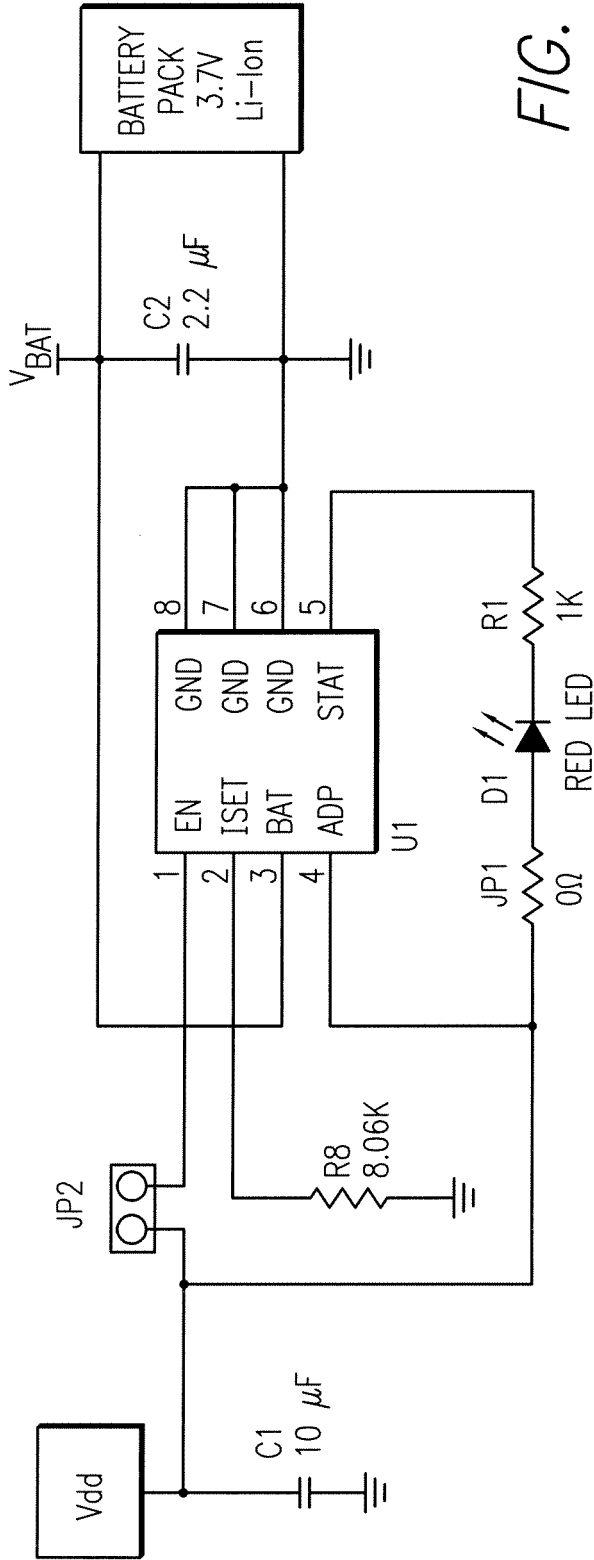 Vdd
C1
10 µF
JP2
R8
8.06K
1
2
3
4
EN
ISET
BAT
ADP
GND
GND
GND
STAT
8
7
6
5
U1
JP1
0Ω
D1
RED LED
R1
1K
VBAT
C2
2.2 µF
BATTERY
PACK
3.7V
Li-Ion
FIG.